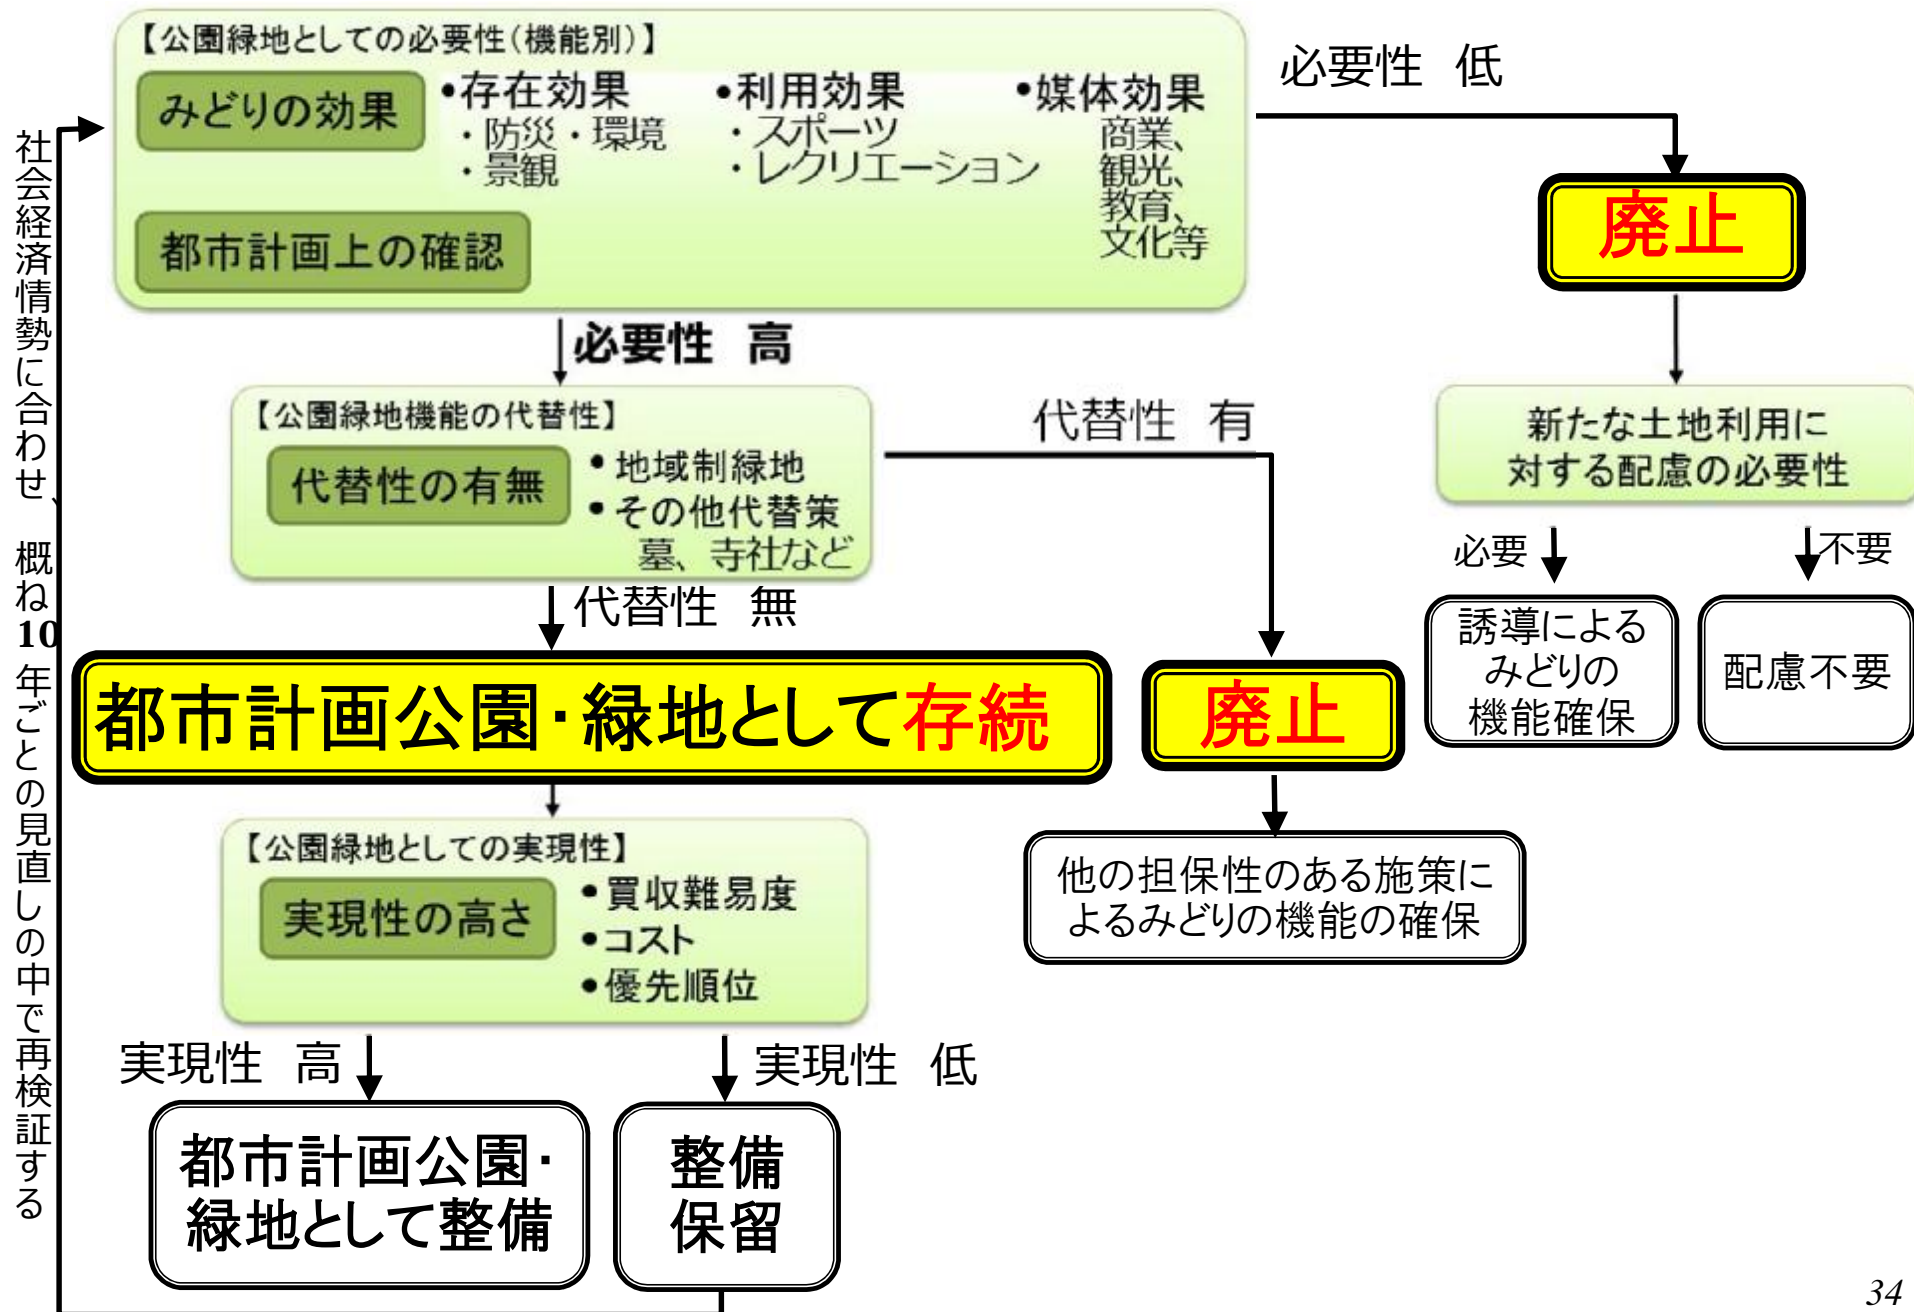 【公園緑地としての必要性(機能別)】
みどりの効果
•存在効果
・防災・環境
・景観
•利用効果
・スポーツ
・レクリエーション
•媒体効果
商業、
観光、
教育、
文化等
都市計画上の確認
必要性 低
廃止
必要性 高
【公園緑地機能の代替性】
代替性の有無
•地域制緑地
•その他代替策
墓、寺社など
代替性 有
新たな土地利用に
対する配慮の必要性
必要
不要
誘導による
みどりの
機能確保
配慮不要
代替性 無
都市計画公園・緑地として存続
廃止
他の担保性のある施策に
よるみどりの機能の確保
【公園緑地としての実現性】
実現性の高さ
•買収難易度
•コスト
•優先順位
実現性 高
実現性 低
都市計画公園・
緑地として整備
整備
保留
社会経済情勢に合わせ、概ね10年ごとの見直しの中で再検証する
34